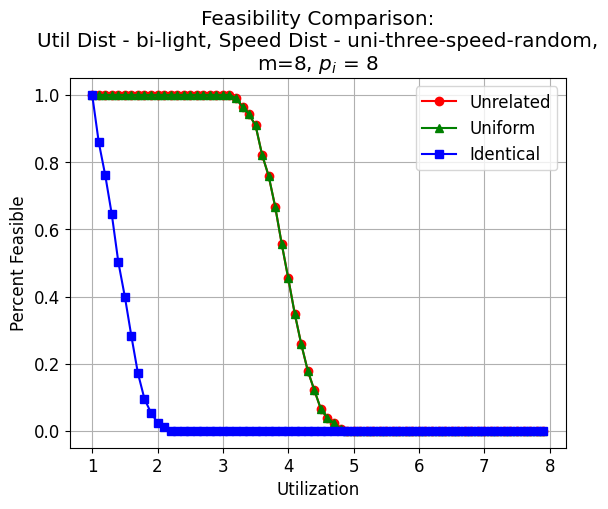 Feasibility Comparison:
Util Dist - bi-light, Speed Dist - uni-three-speed-random,
m=8, p_i = 8
Unrelated
Uniform
Identical
Percent Feasible
1.0
0.8
0.6
0.4
0.2
0.0
1 2 3 4 5 6 7 8
Utilization